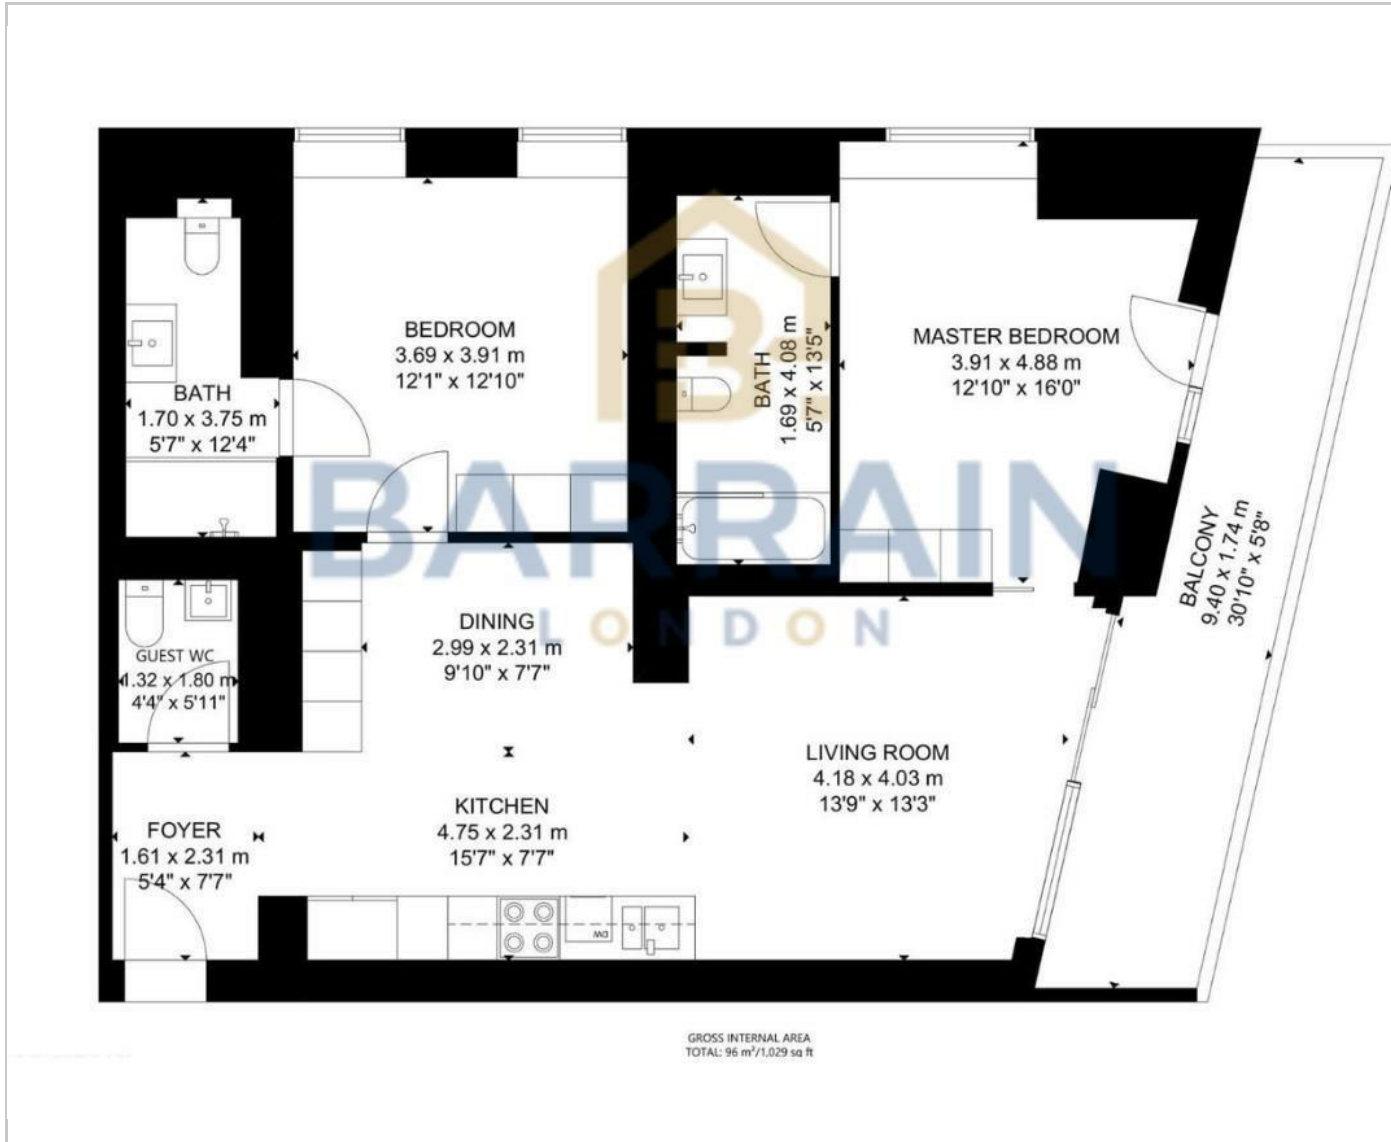 BEDROOM
3.69 x 3.91 m
12'1" x 12'10"
MASTER BEDROOM
3.91 x 4.88 m
12'10" x 16'0"
BATH
1.70 x 3.75 m
5'7" x 12'4"
BATH
1.69 x 4.08 m
5'7" x 13'5"
BARRAIN
LONDON
BALCONY
9.40 x 1.74 m
30'10" x 5'8"
GUEST WC
1.32 x 1.80 m
4'4" x 5'11"
DINING
2.99 x 2.31 m
9'10" x 7'7"
LIVING ROOM
4.18 x 4.03 m
13'9" x 13'3"
KITCHEN
4.75 x 2.31 m
15'7" x 7'7"
FOYER
1.61 x 2.31 m
5'4" x 7'7"
DW
GROSS INTERNAL AREA
TOTAL: 96 m²/1,029 sq ft